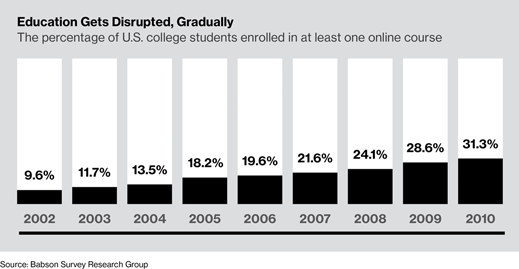 Education Gets Disrupted, Gradually
The percentage of U.S. college students enrolled in at least one online course
9.6% 11.7% 13.5% 18.2% 19.6% 21.6% 24.1% 28.6% 31.3%
2002 2003 2004 2005 2006 2007 2008 2009 2010
Source: Babson Survey Research Group